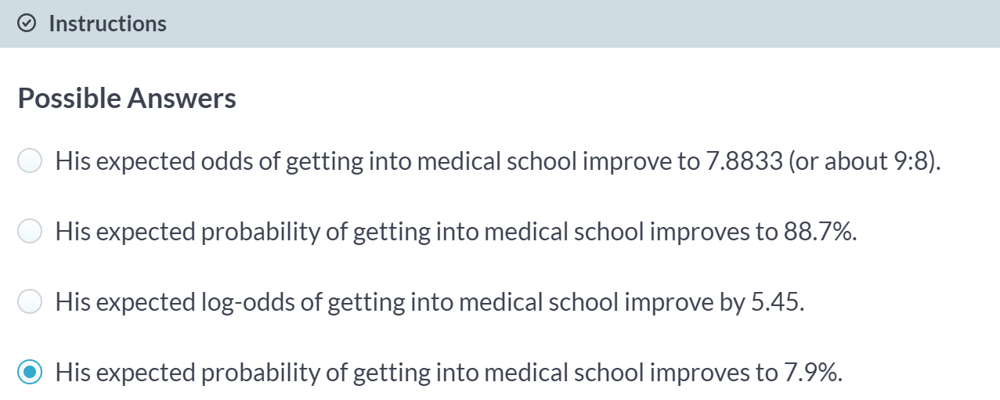 Instructions
Possible Answers
His expected odds of getting into medical school improve to 7.8833 (or about 9:8).
His expected probability of getting into medical school improves to 88.7%.
His expected log-odds of getting into medical school improve by 5.45.
His expected probability of getting into medical school improves to 7.9%.